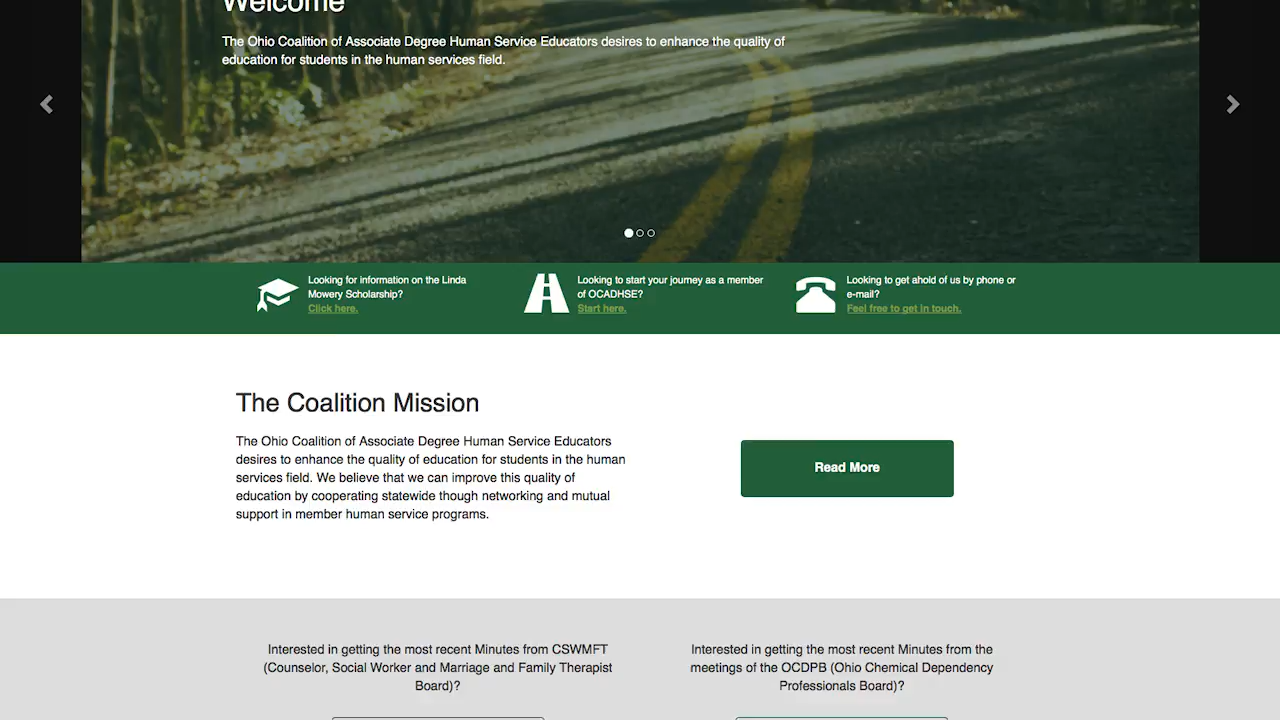 Welcome
The Ohio Coalition of Associate Degree Human Service Educators desires to enhance the quality of
education for students in the human services field.
Looking for information on the Linda
Mowery Scholarship?
Click here.
Looking to start your journey as a member
of OCADHSE?
Start here.
Looking to get ahold of us by phone or
e-mail?
Feel free to get in touch.
The Coalition Mission
The Ohio Coalition of Associate Degree Human Service Educators
desires to enhance the quality of education for students in the human
services field. We believe that we can improve this quality of
education by cooperating statewide though networking and mutual
support in member human service programs.
Read More
Interested in getting the most recent Minutes from CSWMFT
(Counselor, Social Worker and Marriage and Family Therapist
Board)?
Interested in getting the most recent Minutes from the
meetings of the OCDPB (Ohio Chemical Dependency
Professionals Board)?